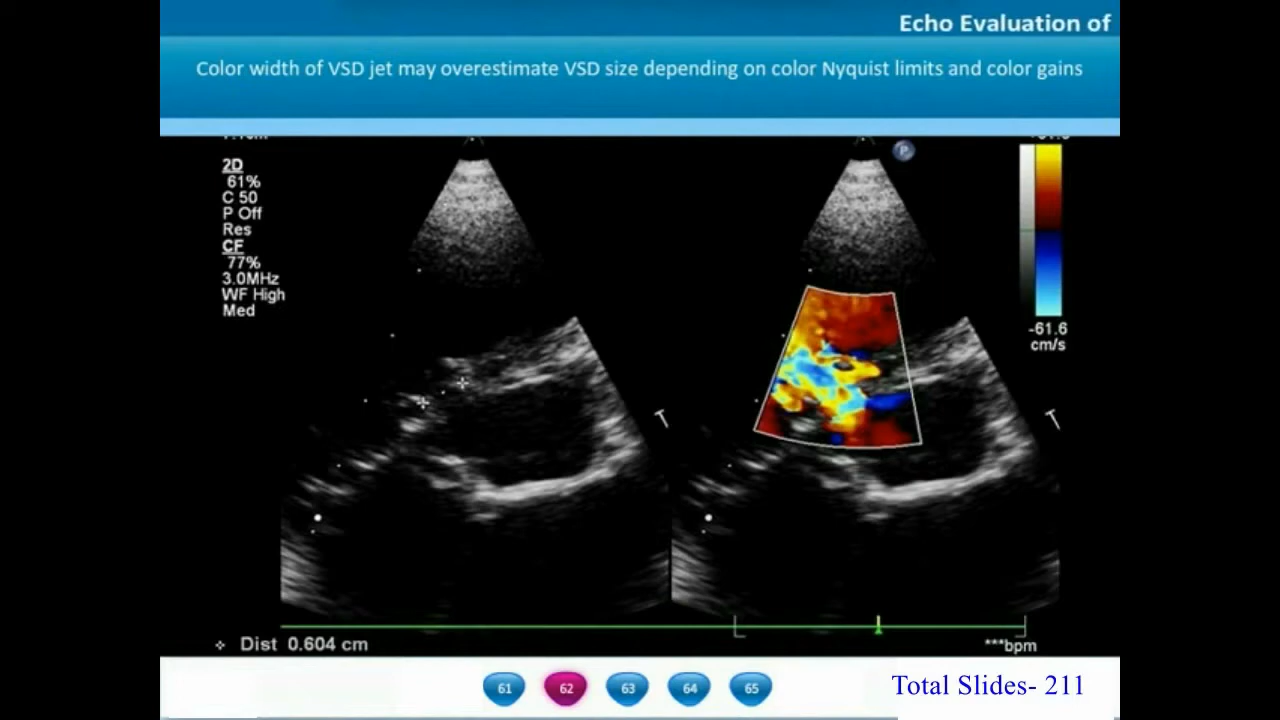 Echo Evaluation of
Color width of VSD jet may overestimate VSD size depending on color Nyquist limits and color gains
2D
61%
C 50
P Off
Res
CF
77%
3.0MHz
WF High
Med
P
-61.6
cm/s
Dist 0.604 cm
***bpm
61 62 63 64 65
Total Slides- 211